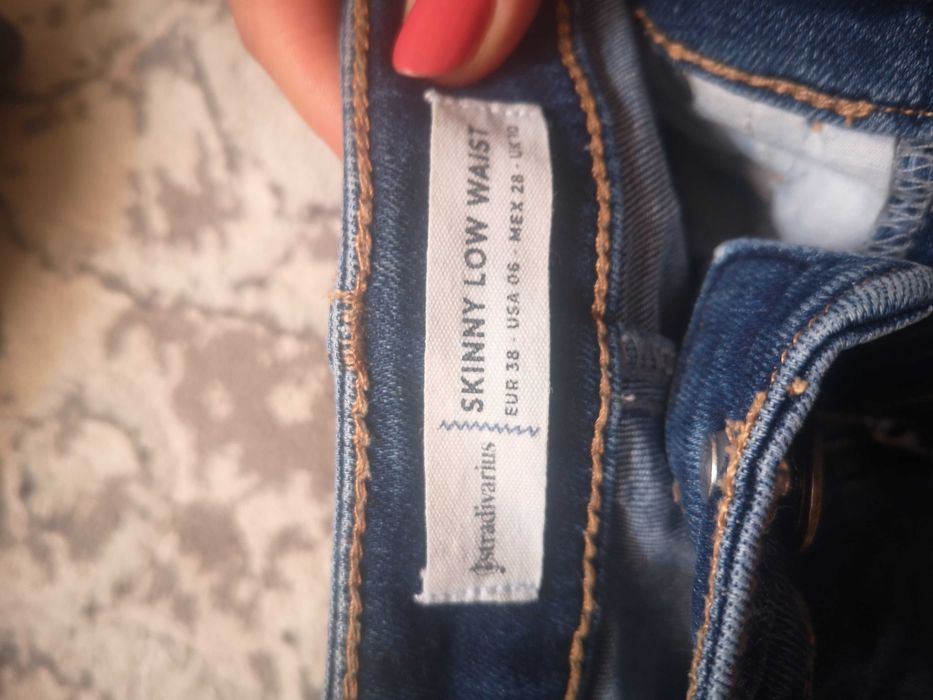 stradivarius
SKINNY LOW WAIST
EUR 38 - USA 06 - MEX 28 - UK 10